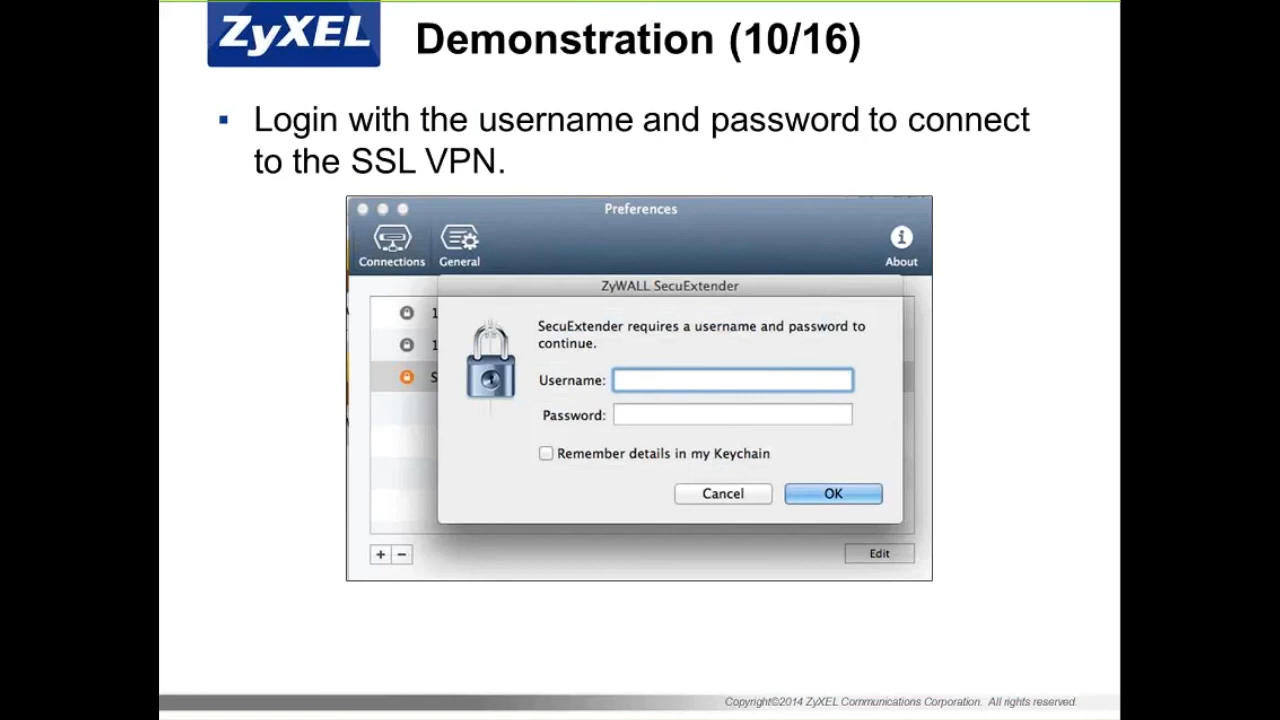 ZyXEL
Demonstration (10/16)
Login with the username and password to connect
to the SSL VPN.
Preferences
Connections
General
About
ZyWALL SecuExtender
1
SecuExtender requires a username and password to
continue.
1
S
Username:
Password:
Remember details in my Keychain
Cancel
OK
+ −
Edit
Copyright©2014 ZyXEL Communications Corporation. All rights reserved.